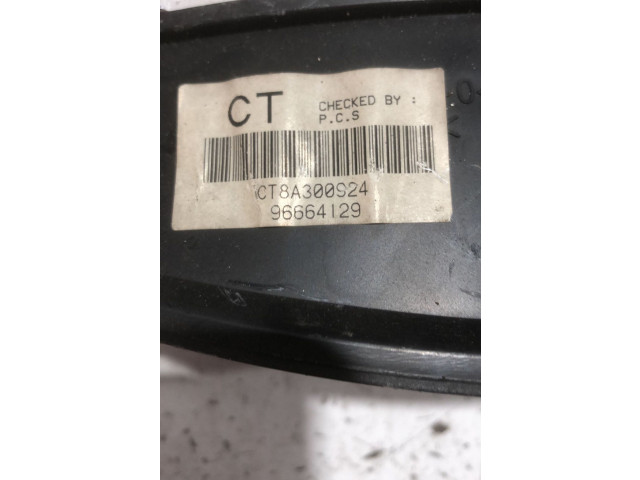 CT
CHECKED BY :
P.C.S
CT8A300S24
96664129